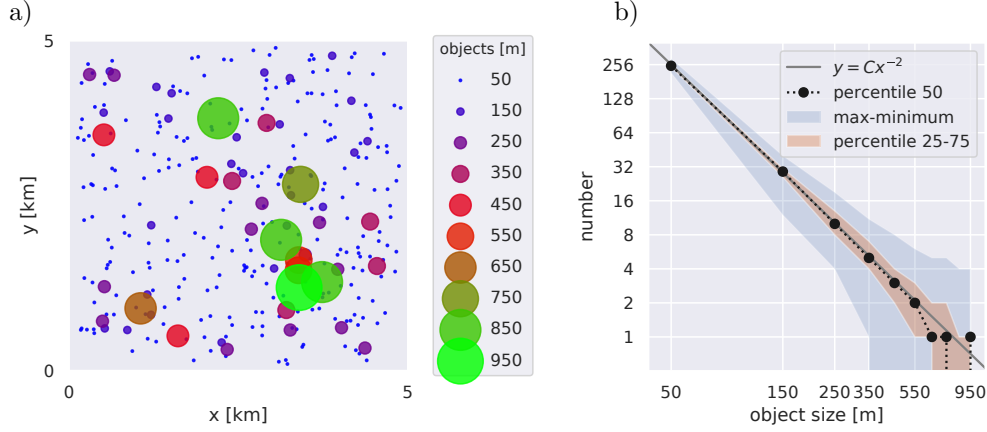 a)
5
y [km]
0
0
5
x [km]
objects [m]
50
150
250
350
450
550
650
750
850
950
b)
256
128
64
32
16
8
4
2
1
number
y = Cx⁻²
percentile 50
max-minimum
percentile 25-75
50 150 250 350 550 950
object size [m]